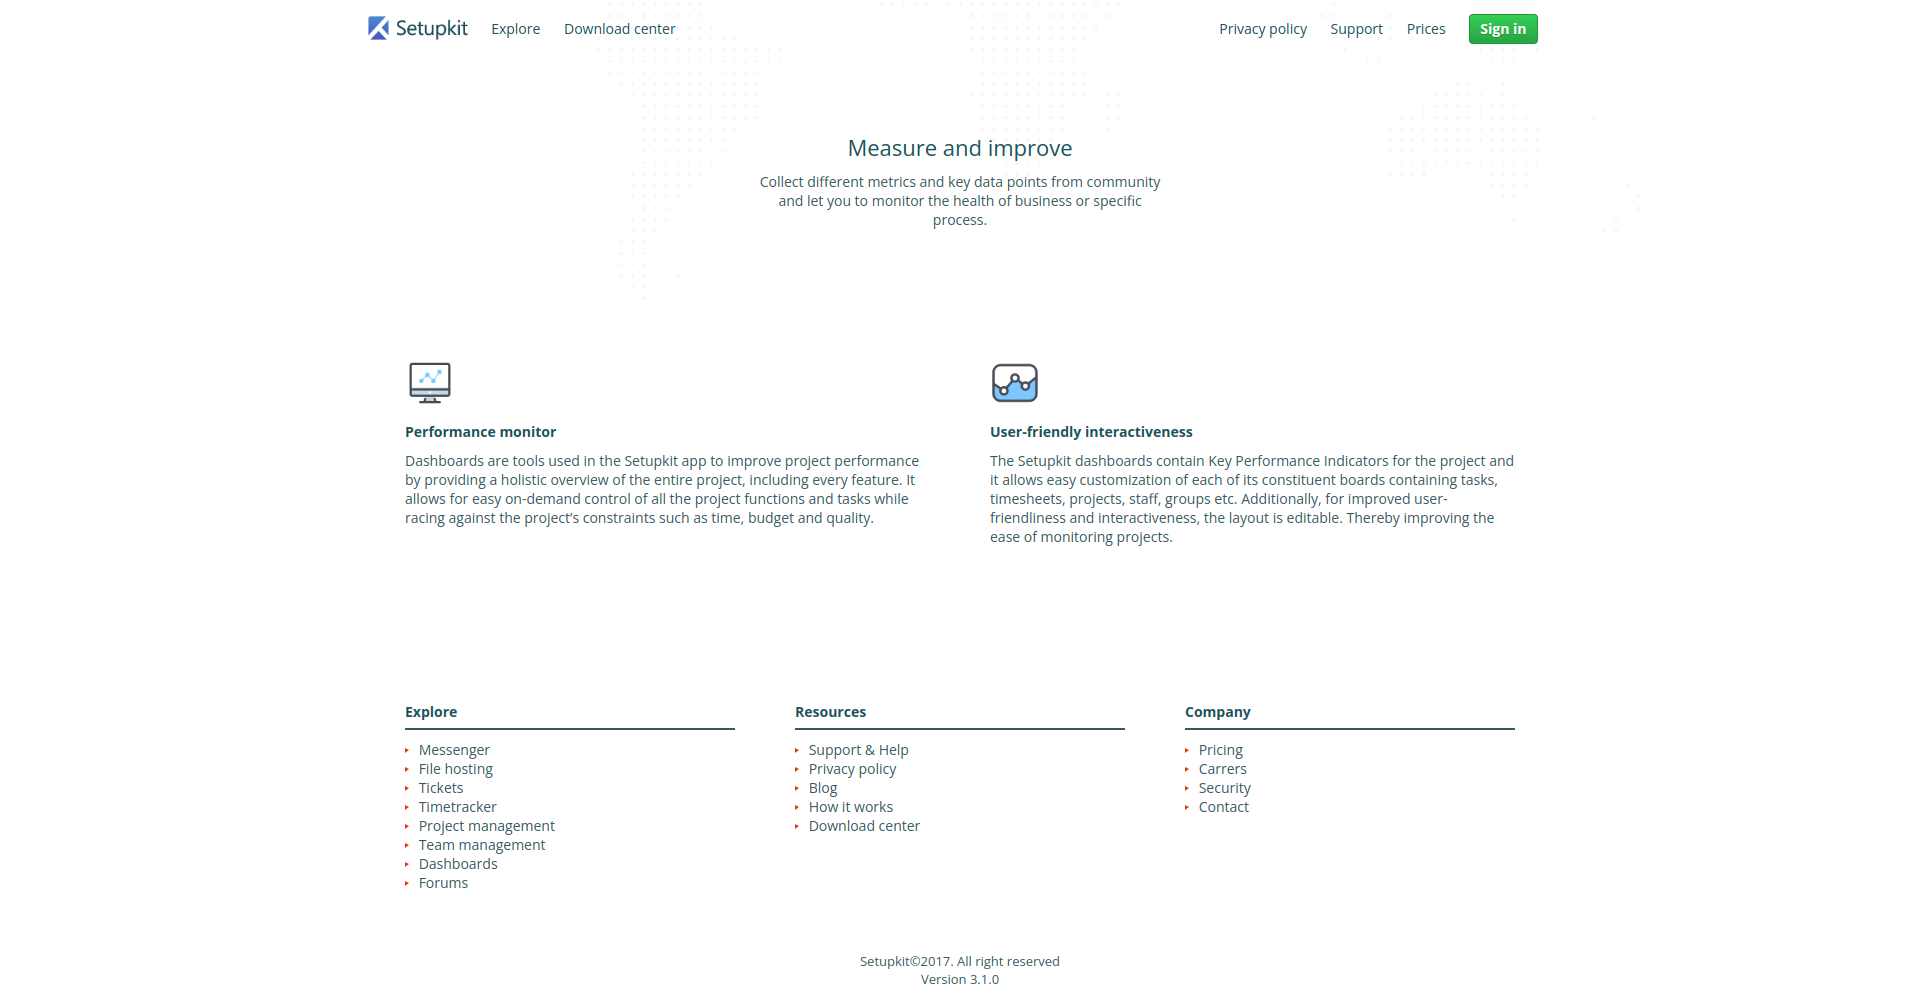 Setupkit
Explore
Download center
Privacy policy
Support
Prices
Sign in
Measure and improve
Collect different metrics and key data points from community
and let you to monitor the health of business or specific
process.
Performance monitor
Dashboards are tools used in the Setupkit app to improve project performance
by providing a holistic overview of the entire project, including every feature. It
allows for easy on-demand control of all the project functions and tasks while
racing against the project’s constraints such as time, budget and quality.
User-friendly interactiveness
The Setupkit dashboards contain Key Performance Indicators for the project and
it allows easy customization of each of its constituent boards containing tasks,
timesheets, projects, staff, groups etc. Additionally, for improved user-
friendliness and interactiveness, the layout is editable. Thereby improving the
ease of monitoring projects.
Explore
Messenger
File hosting
Tickets
Timetracker
Project management
Team management
Dashboards
Forums
Resources
Support & Help
Privacy policy
Blog
How it works
Download center
Company
Pricing
Carrers
Security
Contact
Setupkit©2017. All right reserved
Version 3.1.0